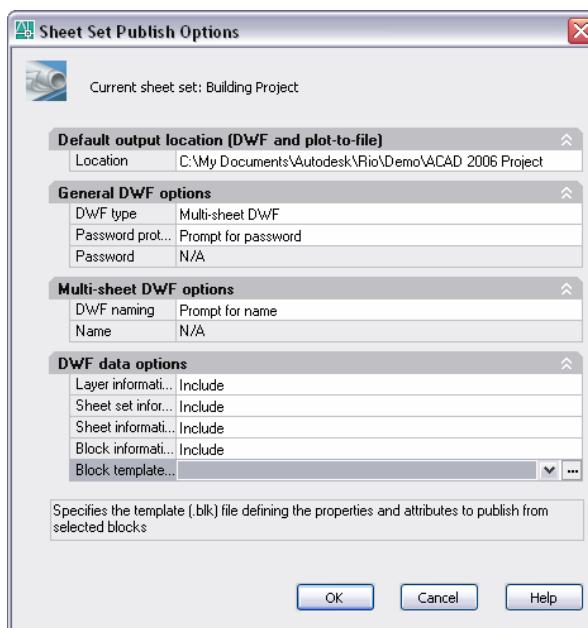 Sheet Set Publish Options
Current sheet set: Building Project
Default output location (DWF and plot-to-file)
Location C:\My Documents\Autodesk\Rio\Demo\ACAD 2006 Project
General DWF options
DWF type Multi-sheet DWF
Password prot... Prompt for password
Password N/A
Multi-sheet DWF options
DWF naming Prompt for name
Name N/A
DWF data options
Layer informati... Include
Sheet set infor... Include
Sheet informati... Include
Block informati... Include
Block template... ...
Specifies the template (.blk) file defining the properties and attributes to publish from
selected blocks
OK Cancel Help